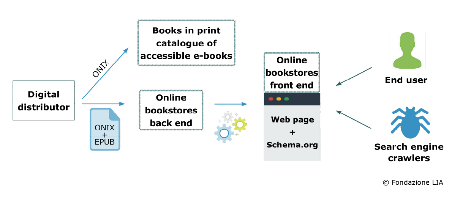 Books in print
catalogue of
accessible e-books
ONIX
Digital
distributor
ONIX
+
EPUB
Online
bookstores
back end
Online
bookstores
front end
Web page
+
Schema.org
End user
Search engine
crawlers
© Fondazione LIA